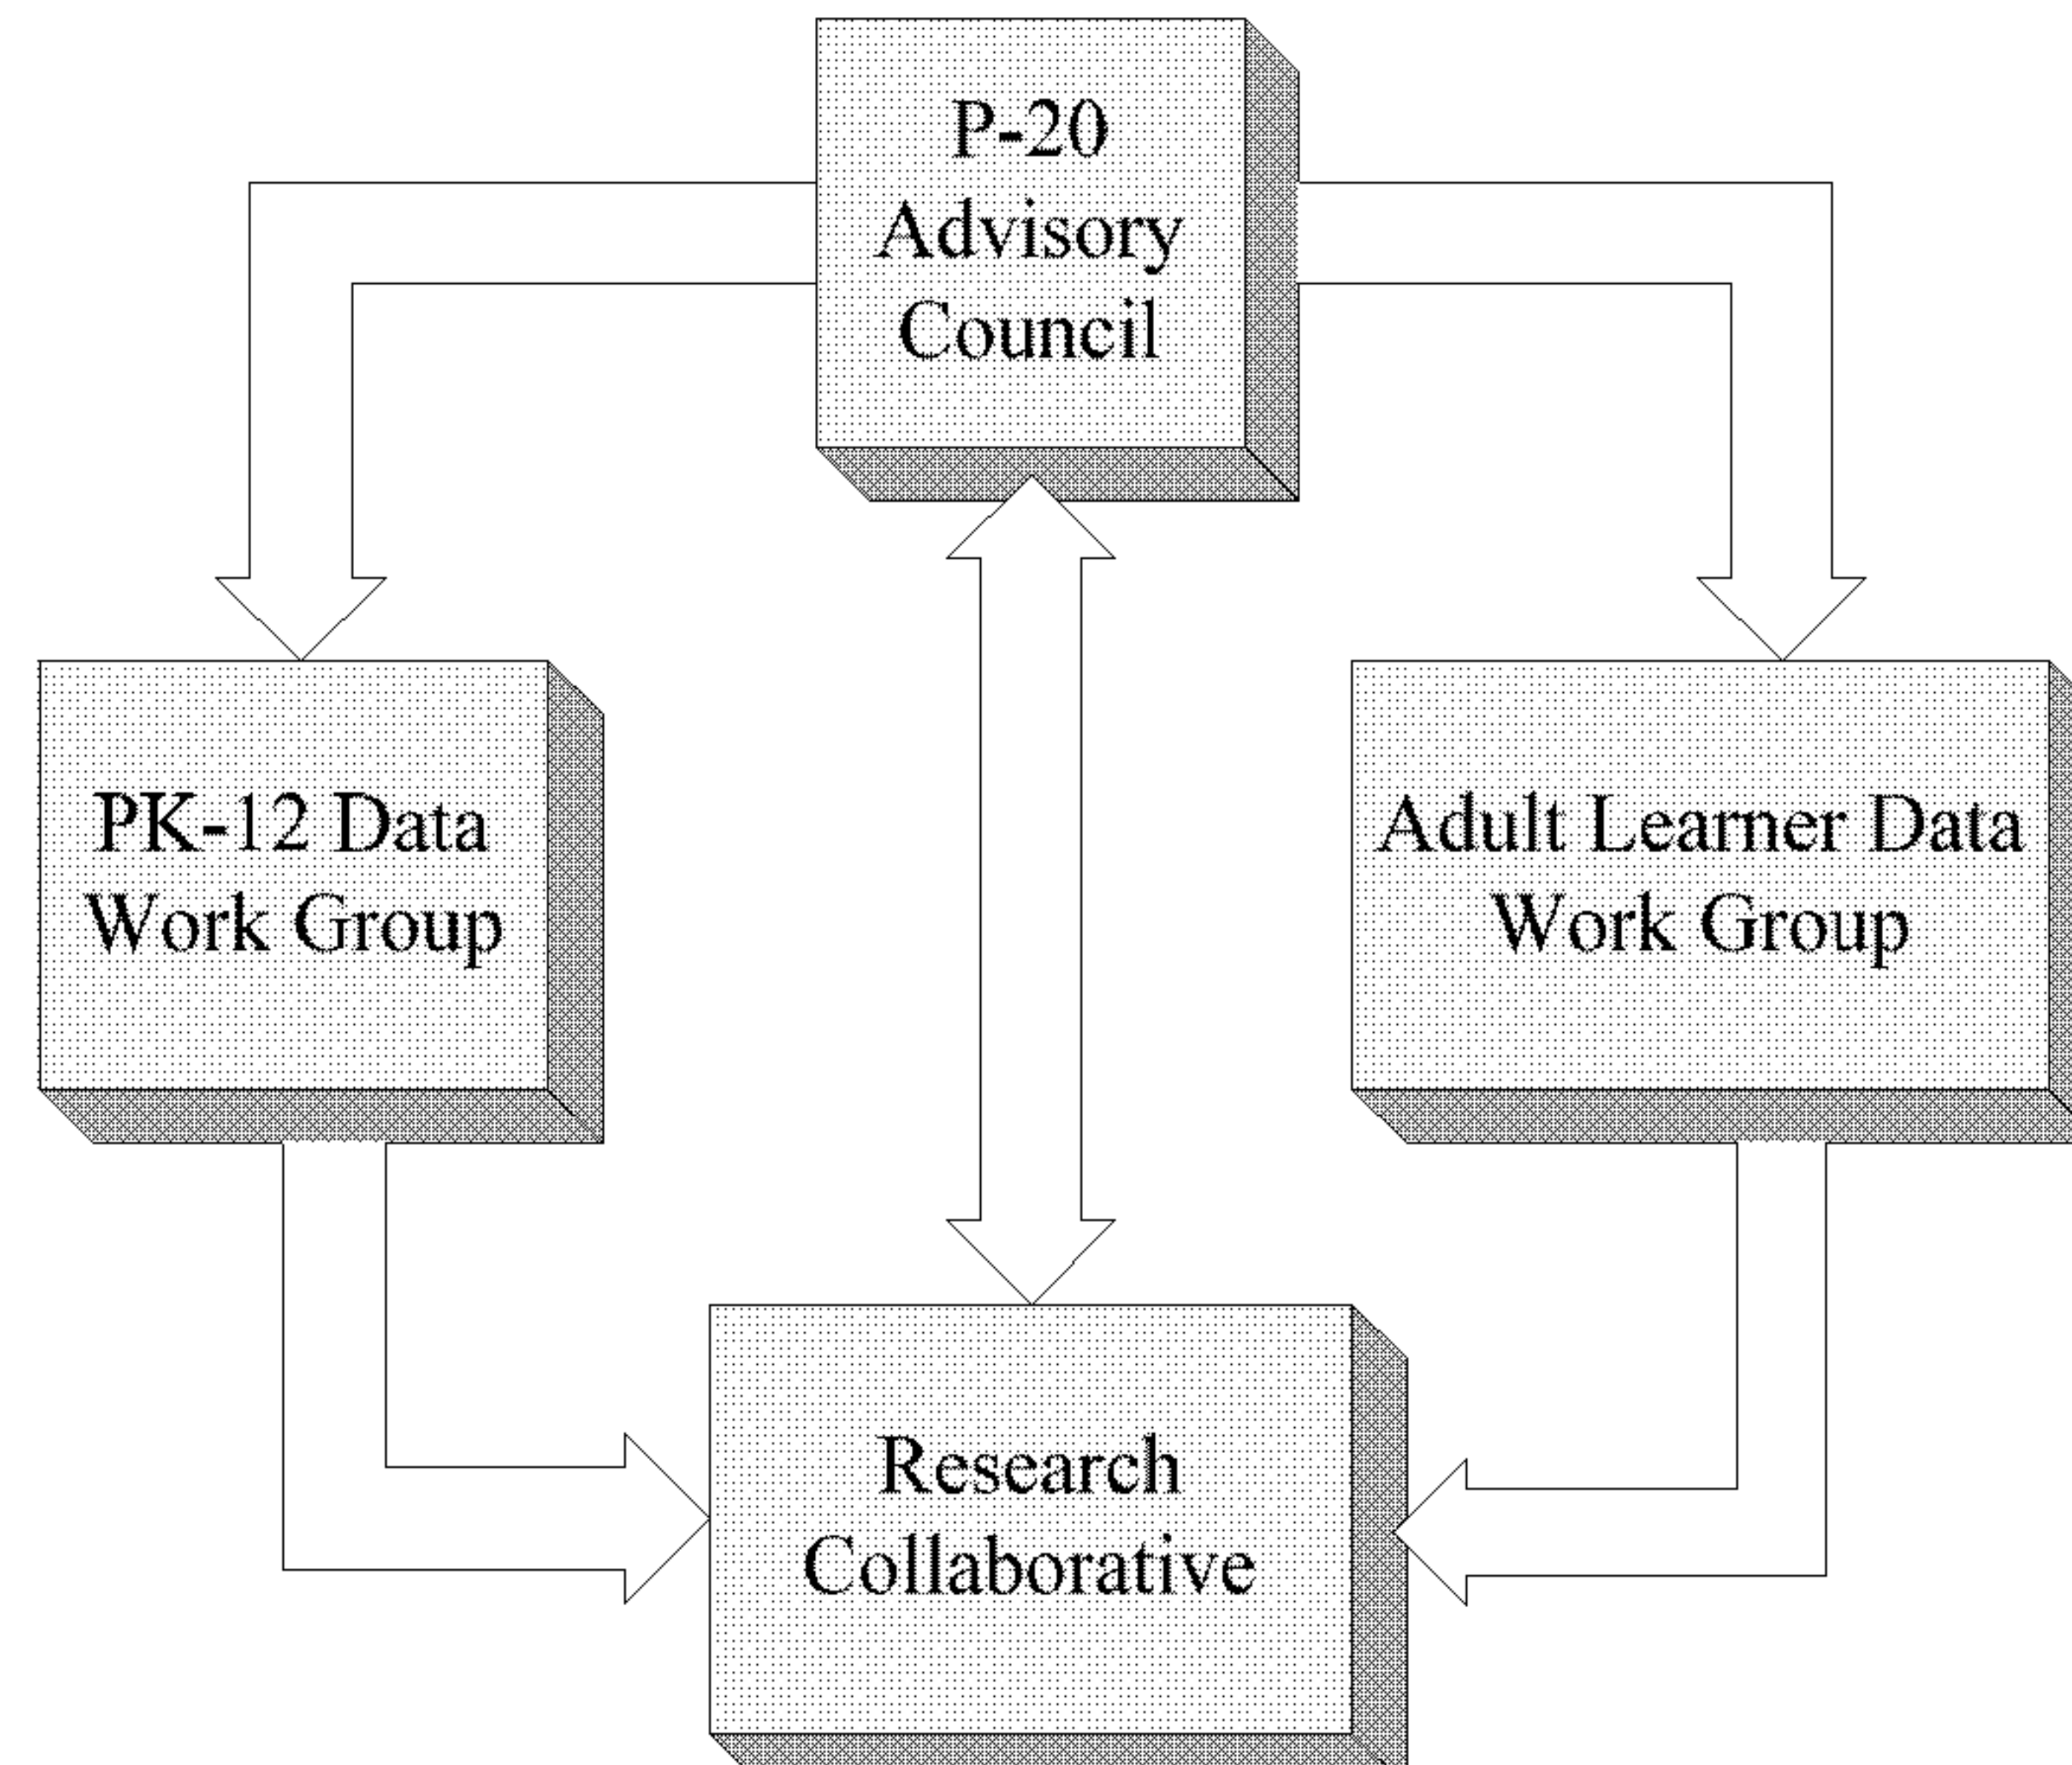 P-20
Advisory
Council
PK-12 Data
Work Group
Adult Learner Data
Work Group
Research
Collaborative